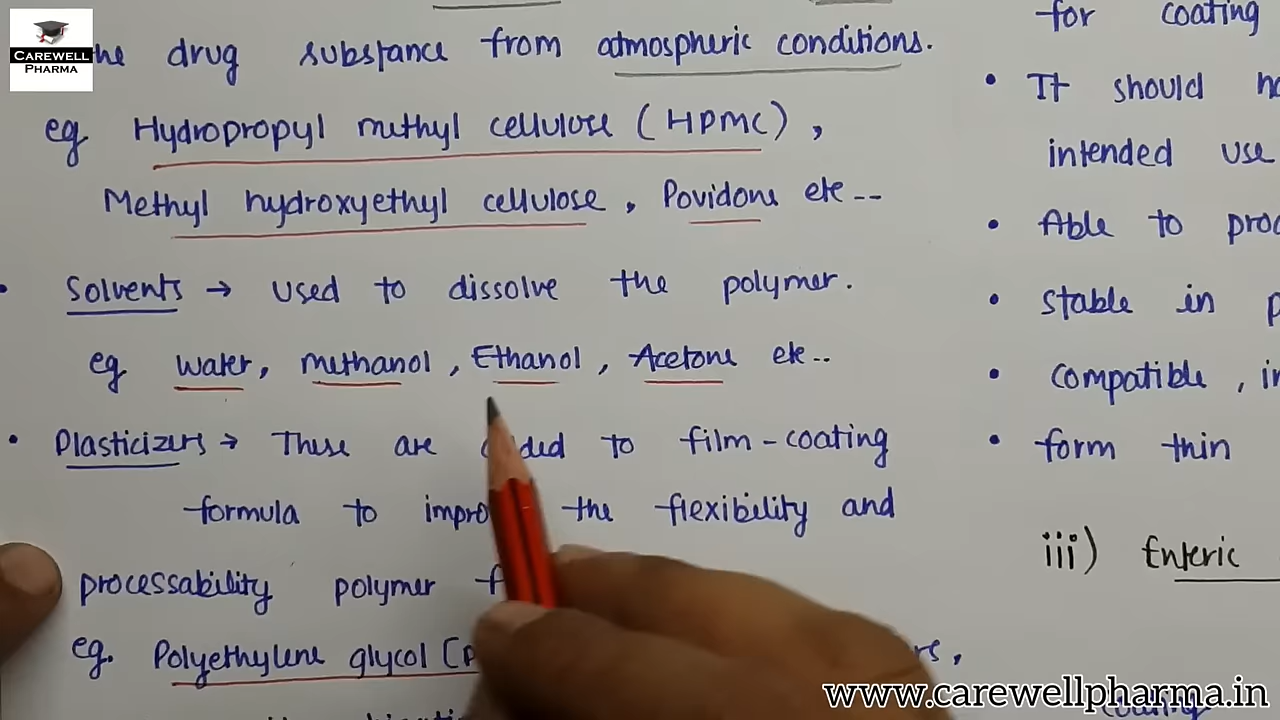 CAREWELL
PHARMA
the drug substance from atmospheric conditions.
eg Hydropropyl methyl cellulose (HPMC),
Methyl hydroxyethyl cellulose, Povidone etc--
• Solvents → used to dissolve the polymer.
eg water, methanol, Ethanol, Acetone etc..
• Plasticizers → These are added to film-coating
formula to impro the flexibility and
processability polymer f
eg. Polyethylene glycol [P rs,
for coating
• It should
intended use
• Able to
• stable in
• compatible,
• form thin
iii) Enteric
coating
www.carewellpharma.in